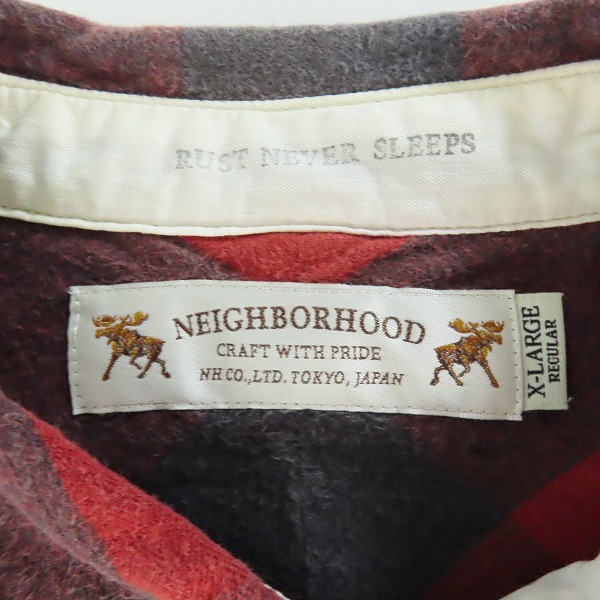 RUST NEVER SLEEPS
NEIGHBORHOOD
CRAFT WITH PRIDE
NH CO.,LTD. TOKYO, JAPAN
X-LARGE
REGULAR